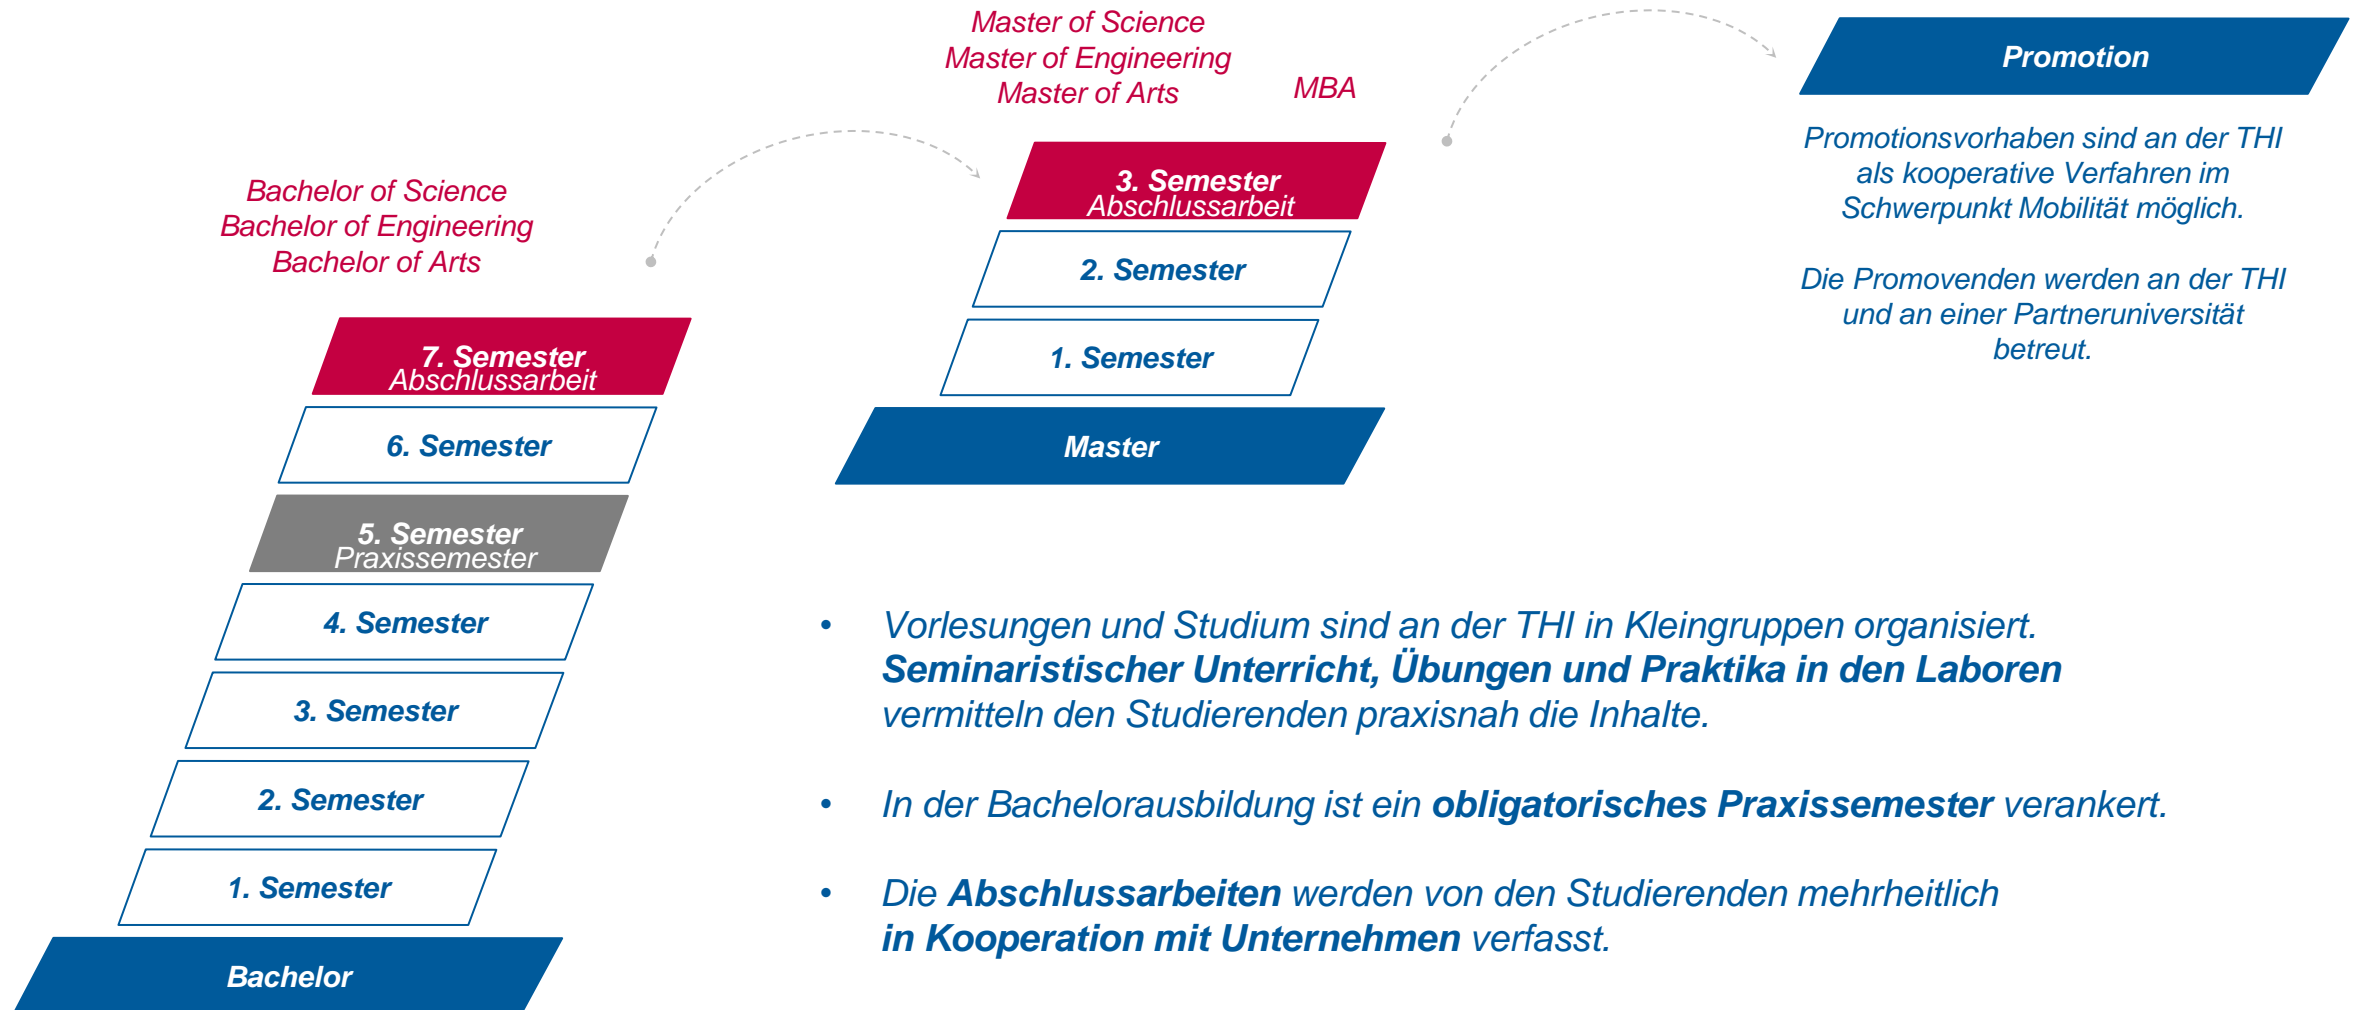 Bachelor of Science
Bachelor of Engineering
Bachelor of Arts
7. Semester
Abschlussarbeit
6. Semester
5. Semester
Praxissemester
4. Semester
3. Semester
2. Semester
1. Semester
Bachelor
Master of Science
Master of Engineering
Master of Arts
MBA
3. Semester
Abschlussarbeit
2. Semester
1. Semester
Master
Promotion
Promotionsvorhaben sind an der THI
als kooperative Verfahren im
Schwerpunkt Mobilität möglich.
Die Promovenden werden an der THI
und an einer Partneruniversität
betreut.
• Vorlesungen und Studium sind an der THI in Kleingruppen organisiert.
Seminaristischer Unterricht, Übungen und Praktika in den Laboren
vermitteln den Studierenden praxisnah die Inhalte.
• In der Bachelorausbildung ist ein obligatorisches Praxissemester verankert.
• Die Abschlussarbeiten werden von den Studierenden mehrheitlich
in Kooperation mit Unternehmen verfasst.